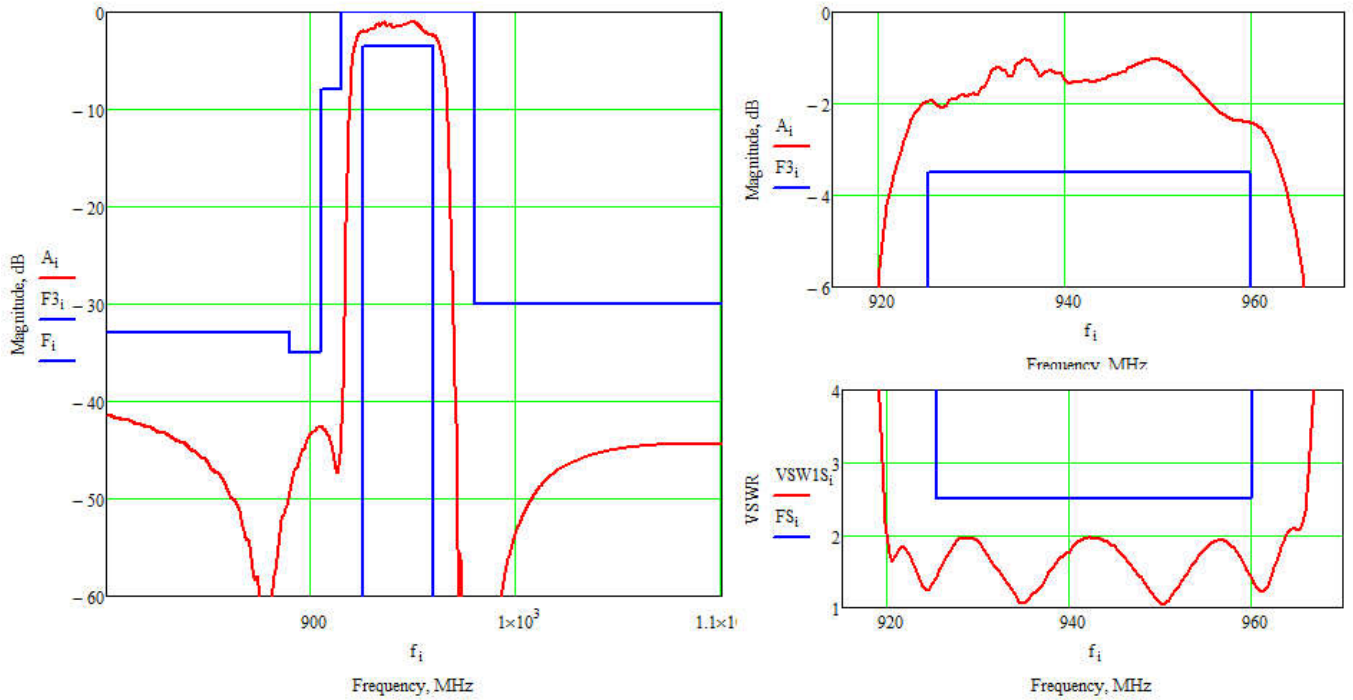 0
−10
−20
−30
−40
−50
−60
Magnitude, dB
A_i
F3_i
F_i
900
1×10^3
1.1×1
f_i
Frequency, MHz
0
−2
−4
−6
Magnitude, dB
A_i
F3_i
920
940
960
f_i
Frequency, MHz
4
3
2
1
VSWR
VSW1S_i
FS_i
920
940
960
f_i
Frequency, MHz